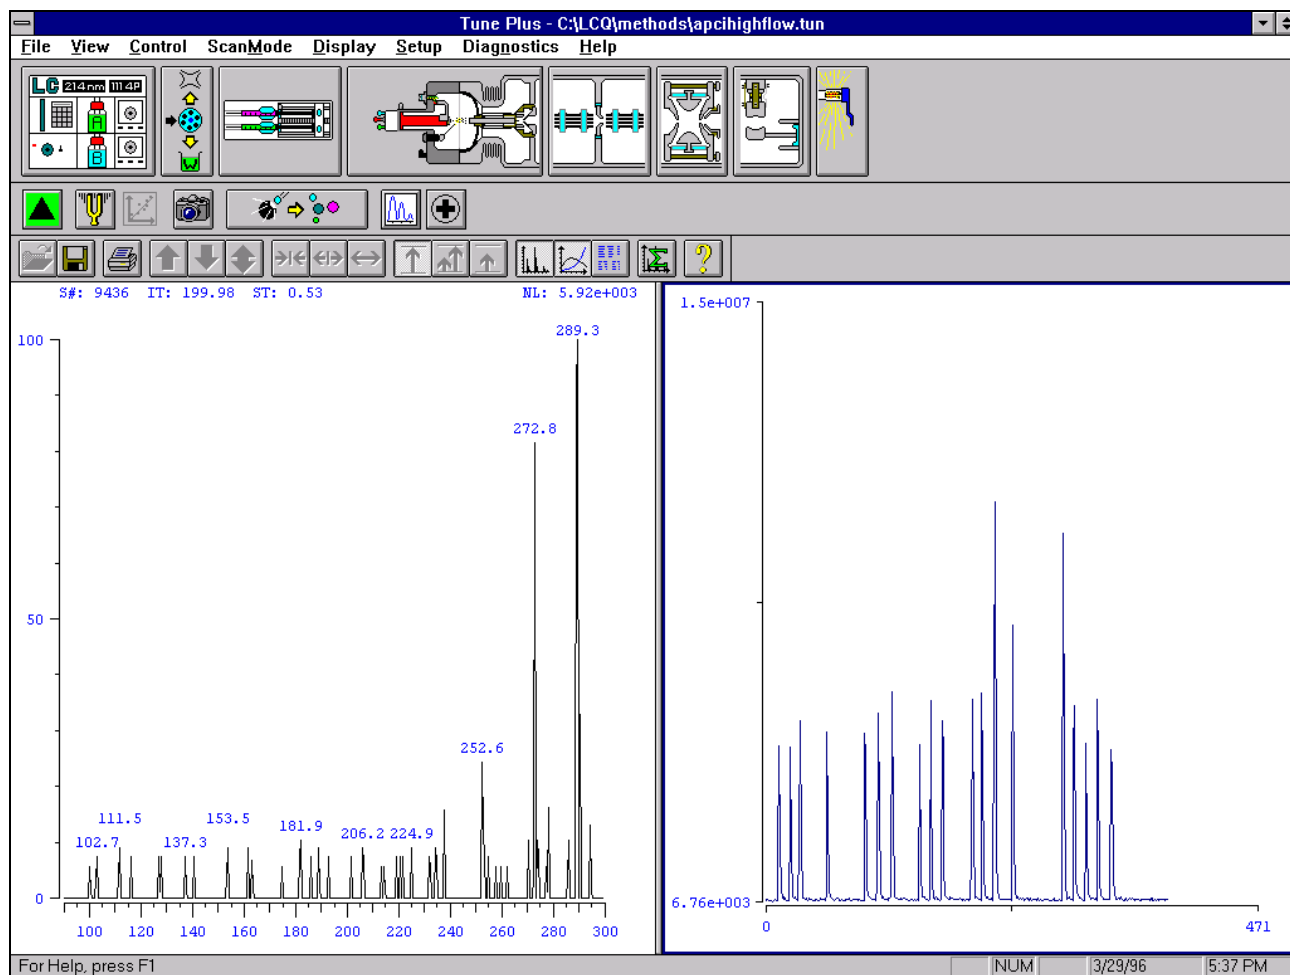 Tune Plus - C:\LCQ\methods\apcihighflow.tun
File View Control ScanMode Display Setup Diagnostics Help
LC 214nm 11:14P
A
B
W
?
S#: 9436 IT: 199.98 ST: 0.53 NL: 5.92e+003
289.3
100
272.8
50
252.6
111.5 153.5 181.9
102.7 137.3 206.2 224.9
0
100 120 140 160 180 200 220 240 260 280 300
1.5e+007
6.76e+003
0 471
For Help, press F1 NUM 3/29/96 5:37 PM